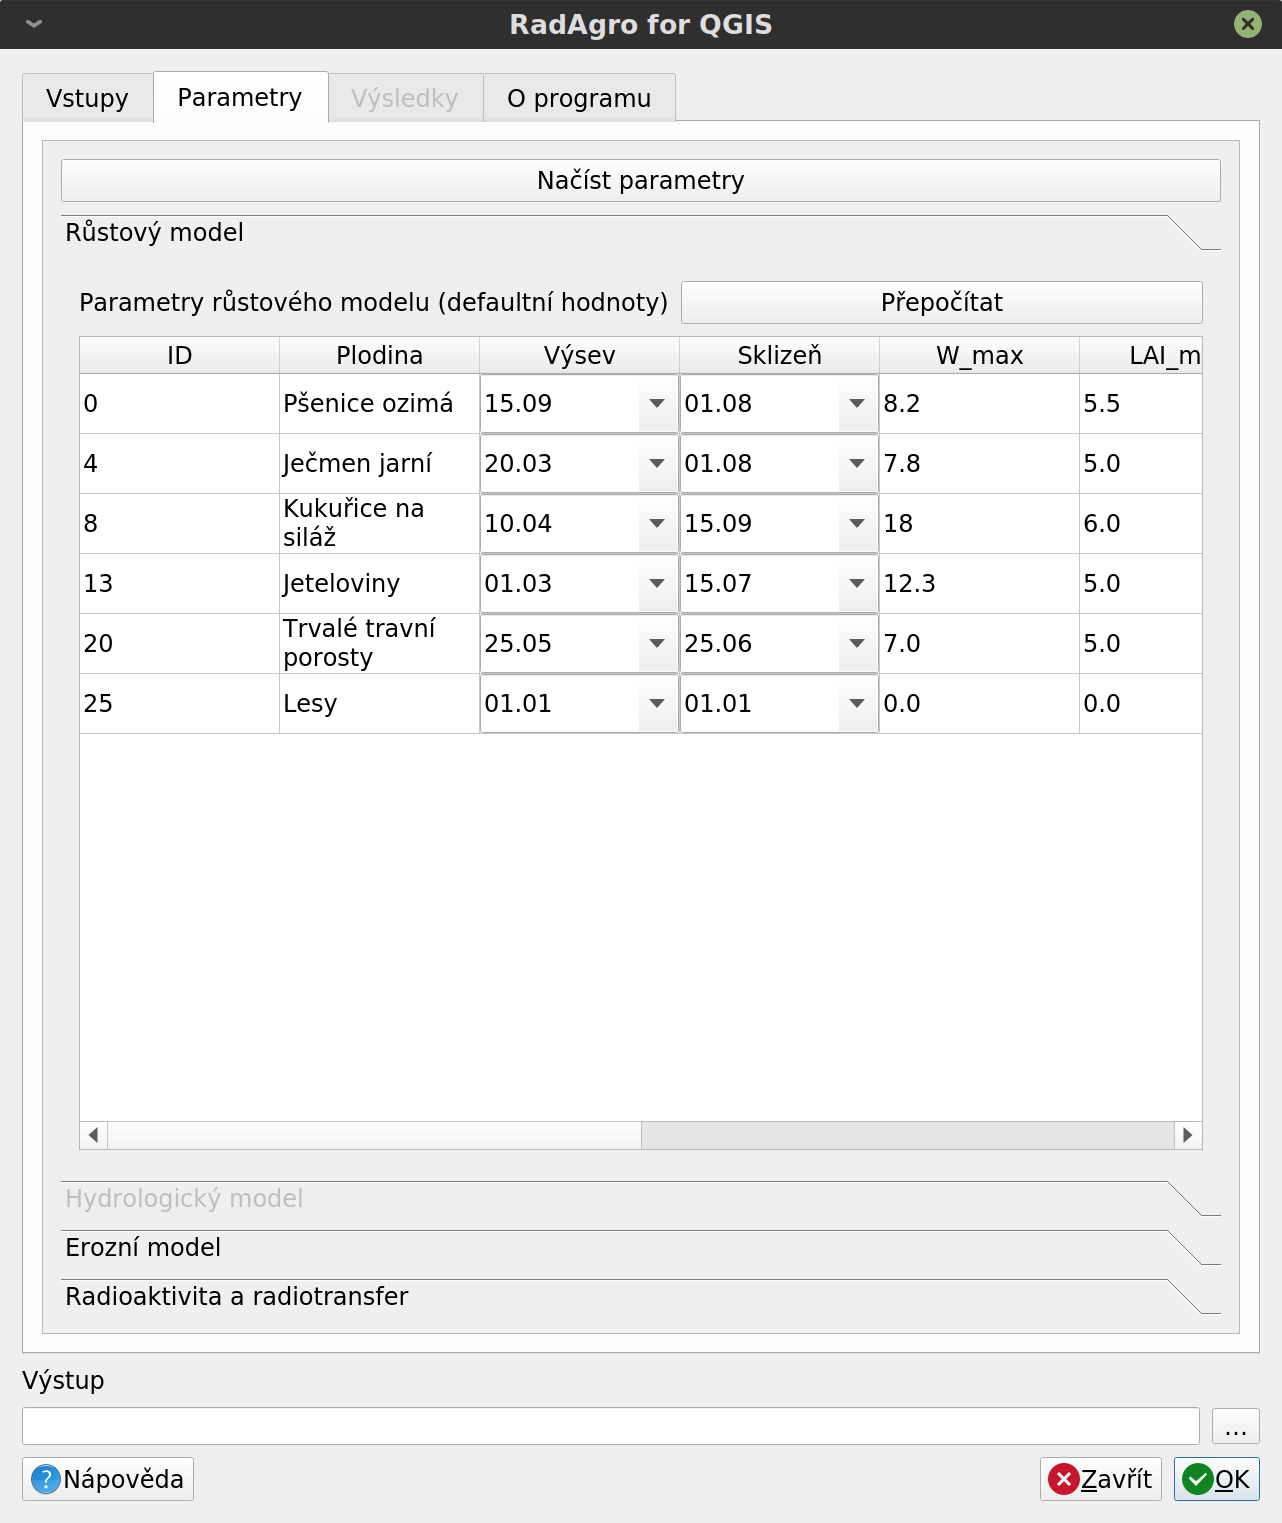 RadAgro for QGIS
Vstupy Parametry Výsledky O programu
Načíst parametry
Růstový model
Parametry růstového modelu (defaultní hodnoty) Přepočítat
ID Plodina Výsev Sklizeň W_max LAI_m
0 Pšenice ozimá 15.09 01.08 8.2 5.5
4 Ječmen jarní 20.03 01.08 7.8 5.0
8 Kukuřice na siláž 10.04 15.09 18 6.0
13 Jeteloviny 01.03 15.07 12.3 5.0
20 Trvalé travní porosty 25.05 25.06 7.0 5.0
25 Lesy 01.01 01.01 0.0 0.0
Hydrologický model
Erozní model
Radioaktivita a radiotransfer
Výstup
...
Nápověda Zavřít OK